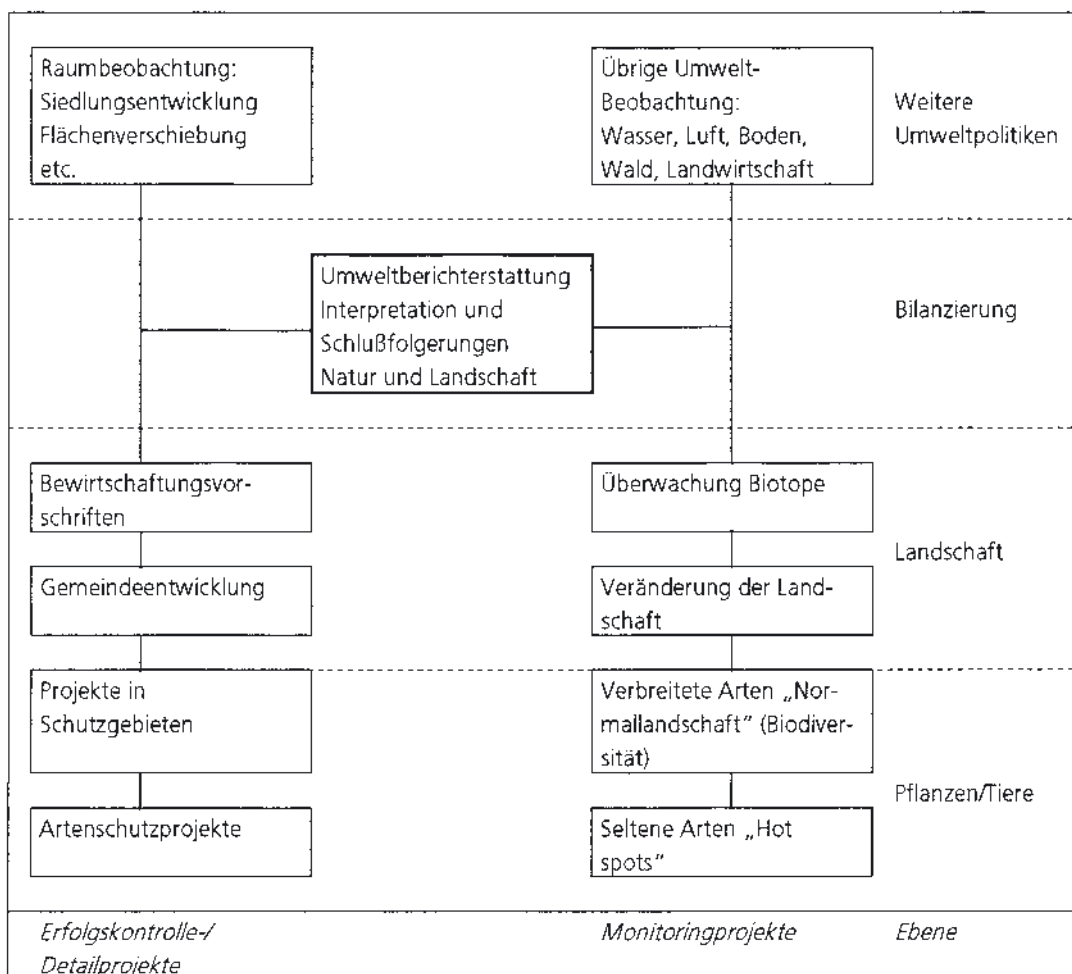 Raumbeobachtung:
Siedlungsentwicklung
Flächenverschiebung
etc.
Übrige Umwelt-
Beobachtung:
Wasser, Luft, Boden,
Wald, Landwirtschaft
Weitere
Umweltpolitiken
Umweltberichterstattung
Interpretation und
Schlußfolgerungen
Natur und Landschaft
Bilanzierung
Bewirtschaftungsvor-
schriften
Überwachung Biotope
Landschaft
Gemeindeentwicklung
Veränderung der Land-
schaft
Projekte in
Schutzgebieten
Verbreitete Arten „Nor-
mallandschaft" (Biodiver-
sität)
Pflanzen/Tiere
Artenschutzprojekte
Seltene Arten „Hot
spots"
Erfolgskontrolle-/
Detailprojekte
Monitoringprojekte
Ebene